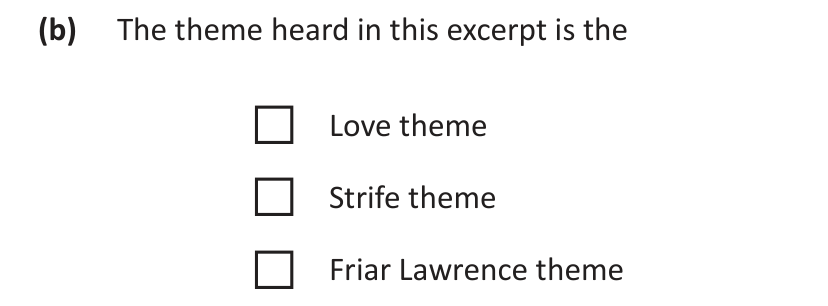 (b) The theme heard in this excerpt is the
Love theme
Strife theme
Friar Lawrence theme